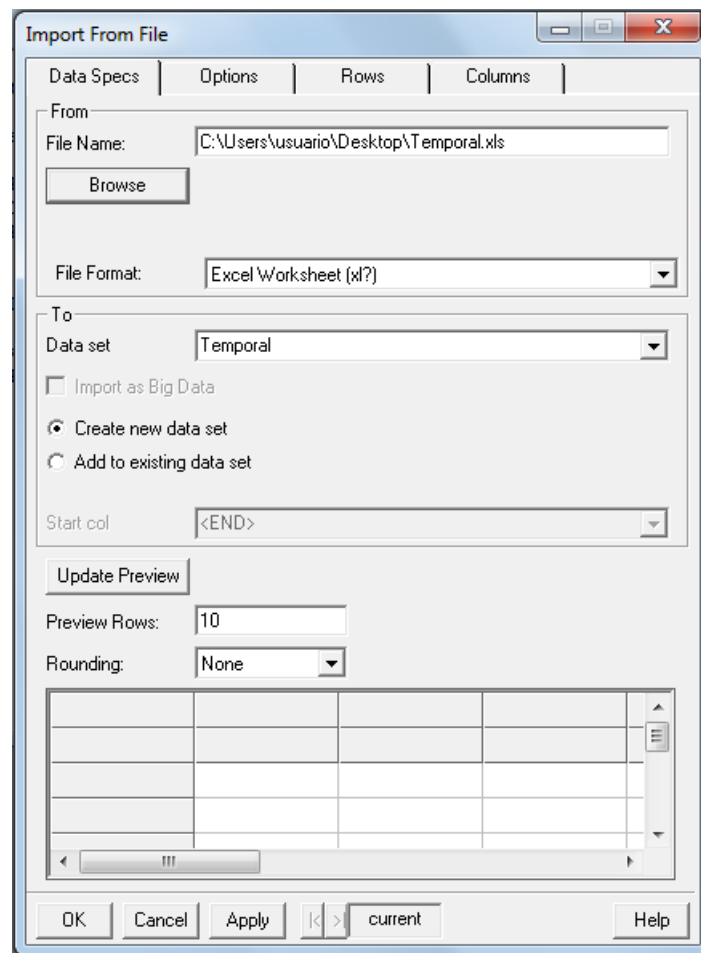 Import From File
Data Specs Options Rows Columns
From
File Name: C:\Users\usuario\Desktop\Temporal.xls
Browse
File Format: Excel Worksheet (xl?)
To
Data set Temporal
Import as Big Data
Create new data set
Add to existing data set
Start col <END>
Update Preview
Preview Rows: 10
Rounding: None
OK Cancel Apply |< >| current Help